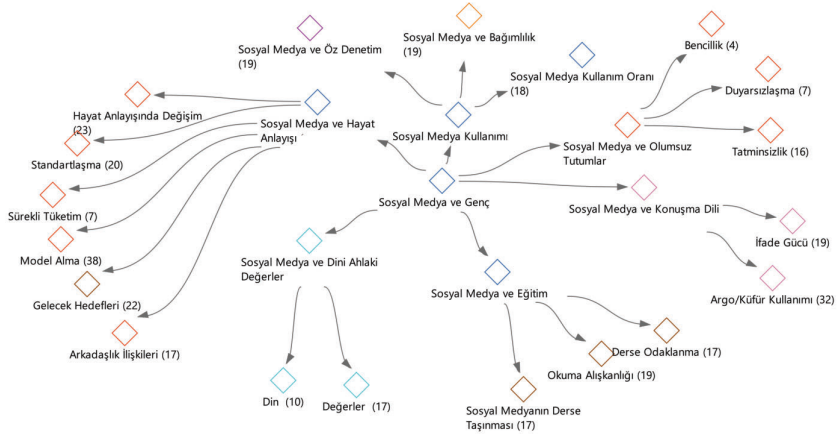 Sosyal Medya ve Öz Denetim
(19)
Sosyal Medya ve Bağımlılık
(19)
Sosyal Medya Kullanım Oranı
(18)
Bencillik (4)
Duyarsızlaşma (7)
Tatminsizlik (16)
Hayat Anlayışında Değişim
(23)
Sosyal Medya ve Hayat
Anlayışı
Sosyal Medya Kullanımı
Sosyal Medya ve Olumsuz
Tutumlar
Standartlaşma (20)
Sürekli Tüketim (7)
Model Alma (38)
Gelecek Hedefleri (22)
Arkadaşlık İlişkileri (17)
Sosyal Medya ve Genç
Sosyal Medya ve Konuşma Dili
İfade Gücü (19)
Argo/Küfür Kullanımı (32)
Sosyal Medya ve Dini Ahlaki
Değerler
Sosyal Medya ve Eğitim
Din (10)
Değerler (17)
Derse Odaklanma (17)
Okuma Alışkanlığı (19)
Sosyal Medyanın Derse
Taşınması (17)